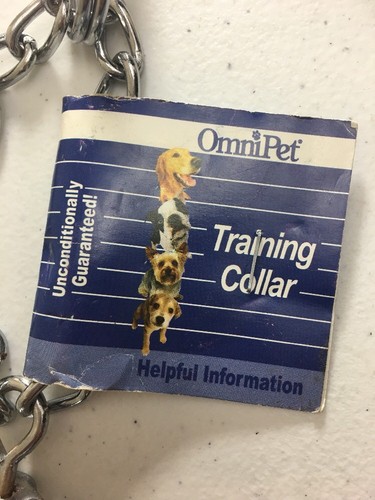 OmniPet®
Unconditionally
Guaranteed!
Training
Collar
Helpful Information